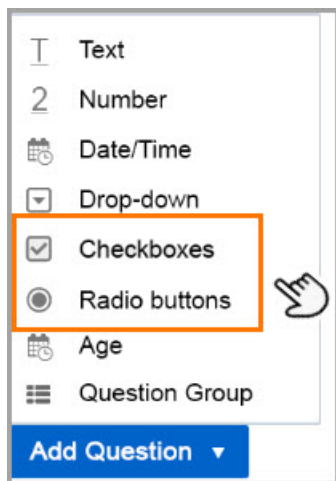 Text
2 Number
Date/Time
Drop-down
Checkboxes
Radio buttons
Age
Question Group
Add Question